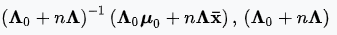 (Λ₀ + nΛ)⁻¹ (Λ₀μ₀ + nΛx̄) , (Λ₀ + nΛ)